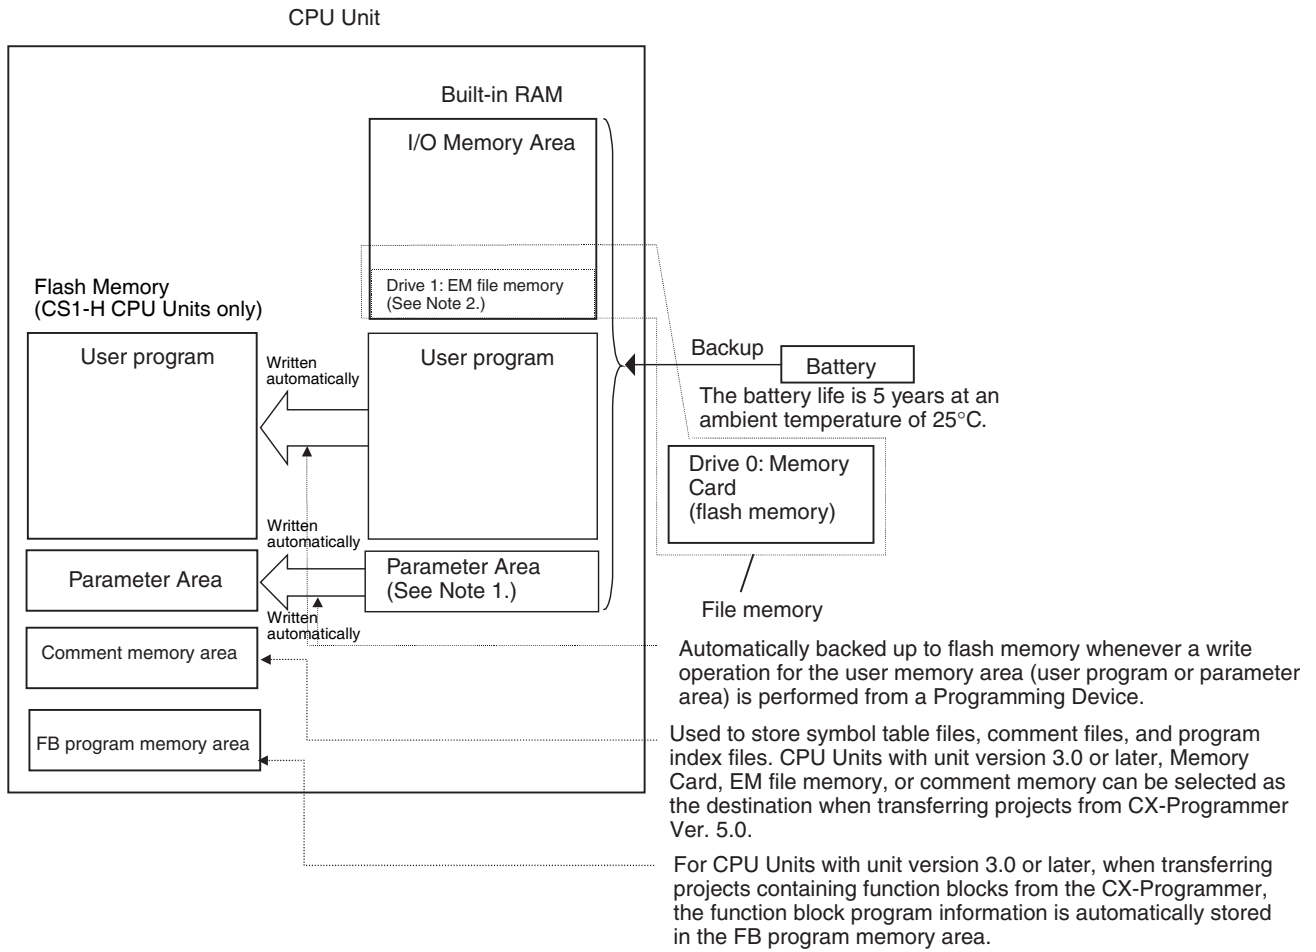 CPU Unit
Built-in RAM
I/O Memory Area
Drive 1: EM file memory
(See Note 2.)
Flash Memory
(CS1-H CPU Units only)
User program
Written
automatically
User program
Backup
Battery
The battery life is 5 years at an
ambient temperature of 25°C.
Drive 0: Memory
Card
(flash memory)
Written
automatically
Parameter Area
Parameter Area
(See Note 1.)
File memory
Written
automatically
Comment memory area
Automatically backed up to flash memory whenever a write
operation for the user memory area (user program or parameter
area) is performed from a Programming Device.
FB program memory area
Used to store symbol table files, comment files, and program
index files. CPU Units with unit version 3.0 or later, Memory
Card, EM file memory, or comment memory can be selected as
the destination when transferring projects from CX-Programmer
Ver. 5.0.
For CPU Units with unit version 3.0 or later, when transferring
projects containing function blocks from the CX-Programmer,
the function block program information is automatically stored
in the FB program memory area.